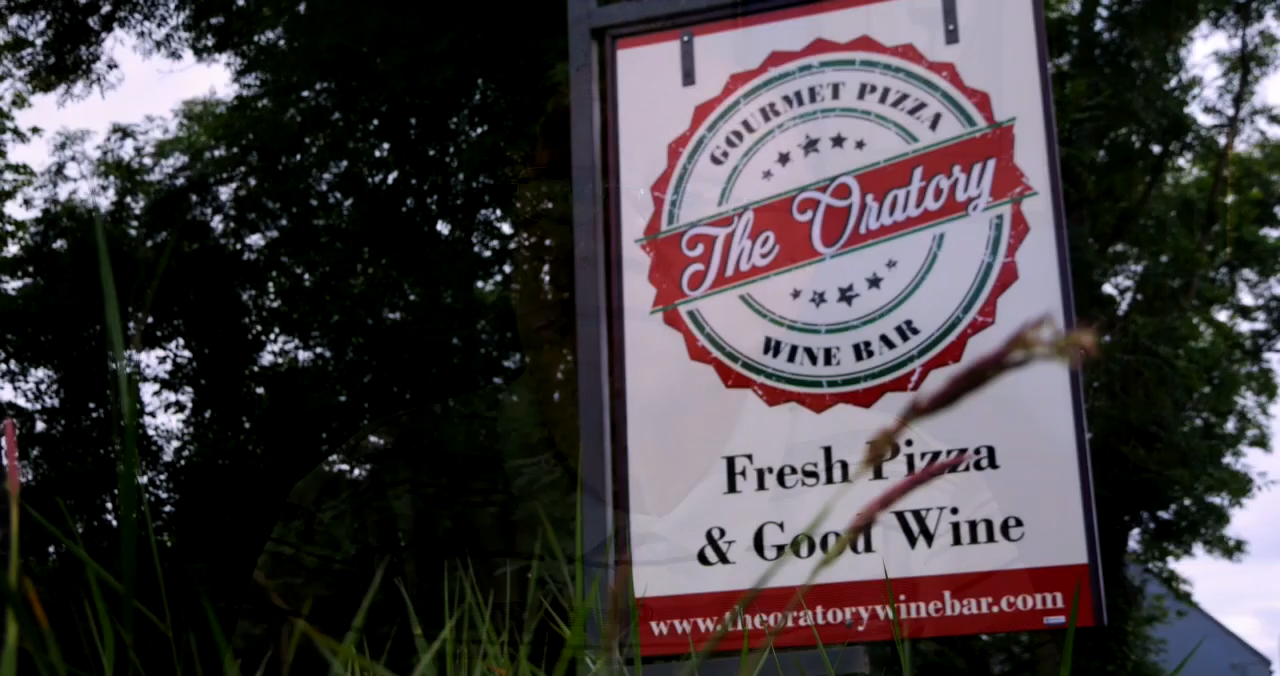 GOURMET PIZZA
The Oratory
WINE BAR
Fresh Pizza
& Good Wine
www.theoratorywinebar.com